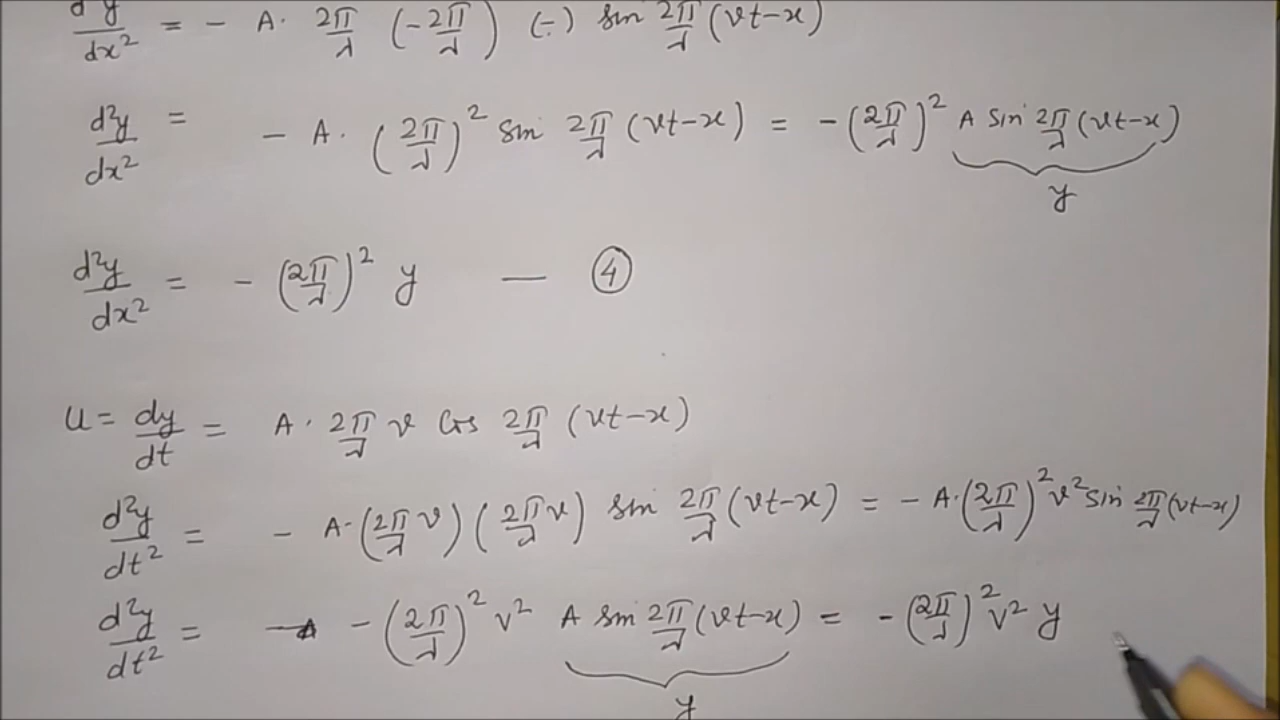 d²y/dx² = - A · 2π/λ (-2π/λ) (-) sin 2π/λ (vt-x)
d²y/dx² = - A · (2π/λ)² sin 2π/λ (vt-x) = -(2π/λ)² A sin 2π/λ (vt-x)
y
d²y/dx² = - (2π/λ)² y — ④
u = dy/dt = A · 2π/λ v cos 2π/λ (vt-x)
d²y/dt² = - A · (2π/λ v) (2π/λ v) sin 2π/λ (vt-x) = - A · (2π/λ)² v² sin 2π/λ (vt-x)
d²y/dt² = - (2π/λ)² v² A sin 2π/λ (vt-x) = - (2π/λ)² v² y
y